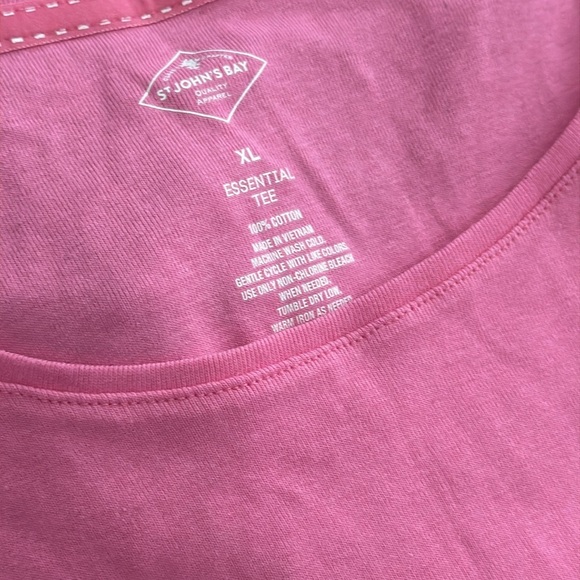 ST JOHN'S BAY
QUALITY
APPAREL
XL
ESSENTIAL
TEE
100% COTTON
MADE IN VIETNAM
MACHINE WASH COLD.
GENTLE CYCLE WITH LIKE COLORS.
USE ONLY NON-CHLORINE BLEACH
WHEN NEEDED.
TUMBLE DRY LOW.
WARM IRON AS NEEDED